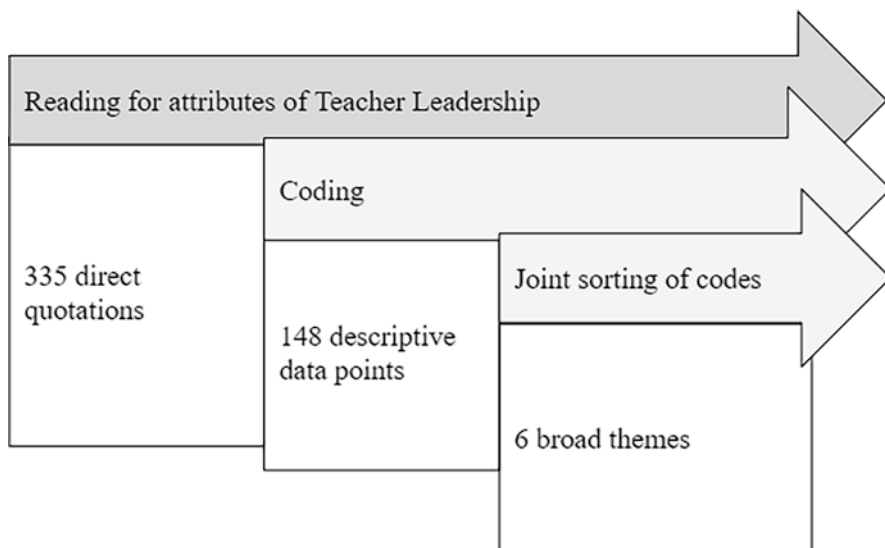 Reading for attributes of Teacher Leadership
Coding
335 direct
quotations
Joint sorting of codes
148 descriptive
data points
6 broad themes